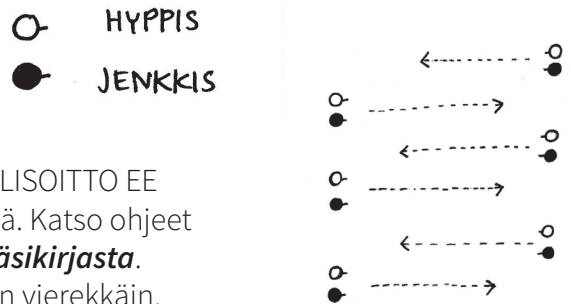 HYPPIS
JENKKIS
LISOITTO EE
ä. Katso ohjeet
äsikirjasta.
n vierekkäin.